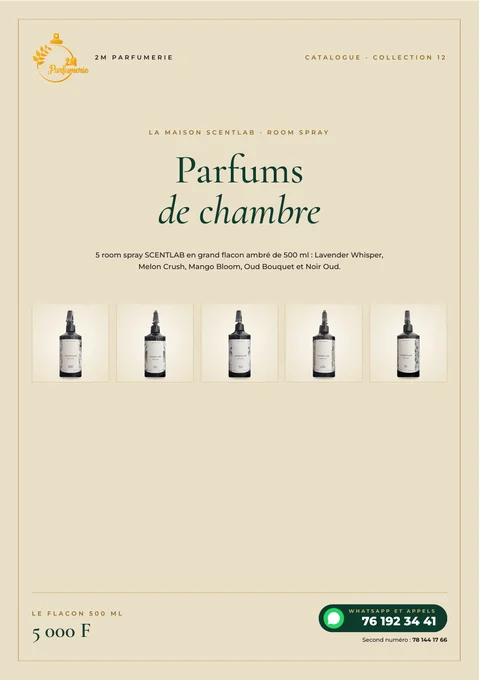 2M
Parfumerie
2M PARFUMERIE
CATALOGUE · COLLECTION 12
LA MAISON SCENTLAB · ROOM SPRAY
Parfums
de chambre
5 room spray SCENTLAB en grand flacon ambré de 500 ml : Lavender Whisper,
Melon Crush, Mango Bloom, Oud Bouquet et Noir Oud.
LE FLACON 500 ML
5 000 F
WHATSAPP ET APPELS
76 192 34 41
Second numéro : 78 144 17 66